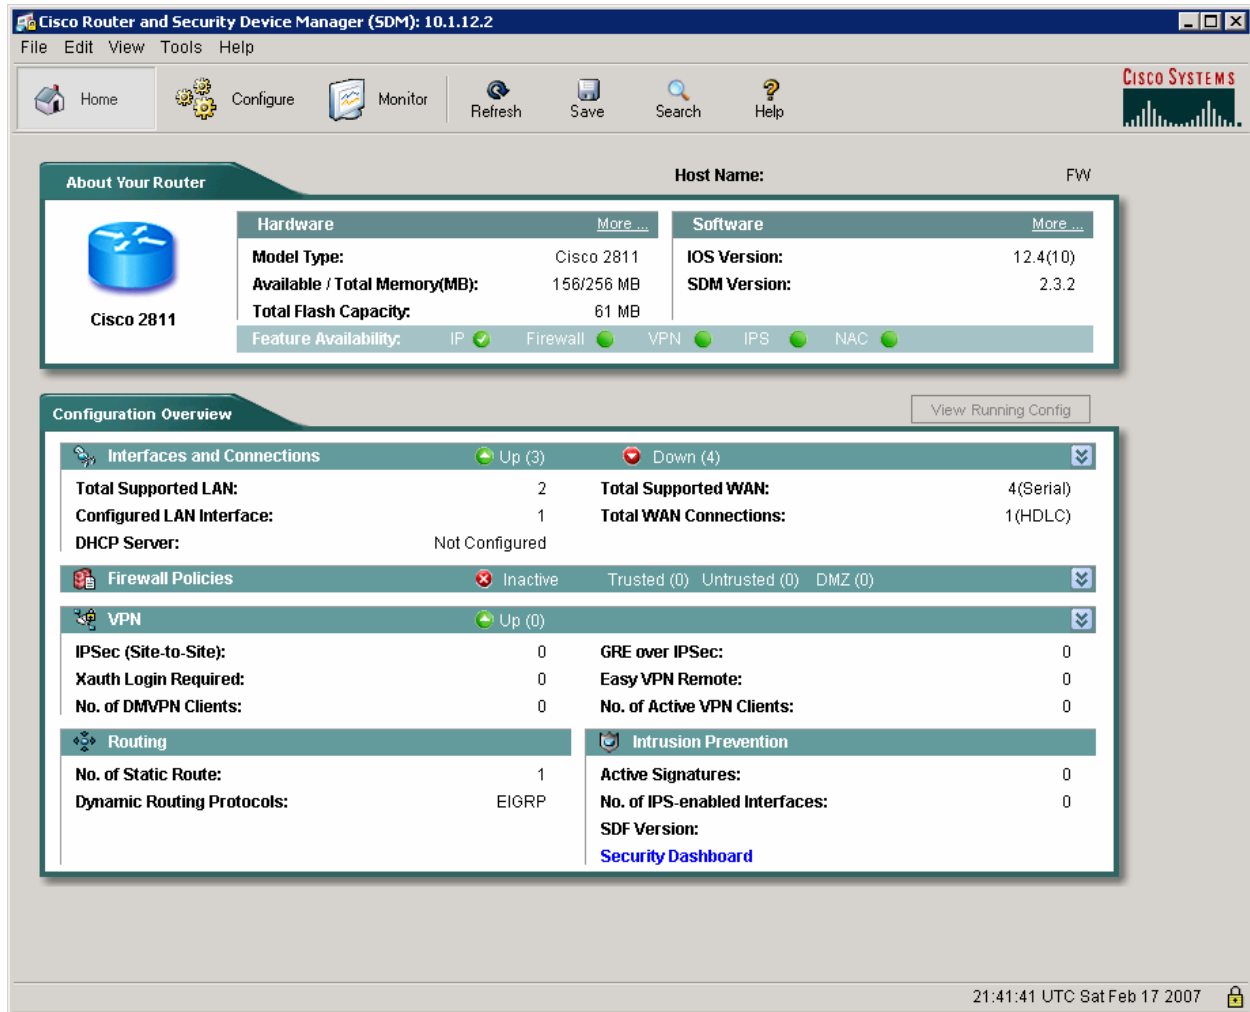 Cisco Router and Security Device Manager (SDM): 10.1.12.2
File Edit View Tools Help
Home Configure Monitor Refresh Save Search Help
CISCO SYSTEMS
About Your Router
Host Name: FW
Hardware More ...
Software More ...
Model Type: Cisco 2811
IOS Version: 12.4(10)
Available / Total Memory(MB): 156/256 MB
SDM Version: 2.3.2
Total Flash Capacity: 61 MB
Cisco 2811
Feature Availability: IP Firewall VPN IPS NAC
Configuration Overview
View Running Config
Interfaces and Connections Up (3) Down (4)
Total Supported LAN: 2
Total Supported WAN: 4(Serial)
Configured LAN Interface: 1
Total WAN Connections: 1(HDLC)
DHCP Server: Not Configured
Firewall Policies Inactive Trusted (0) Untrusted (0) DMZ (0)
VPN Up (0)
IPSec (Site-to-Site): 0
GRE over IPSec: 0
Xauth Login Required: 0
Easy VPN Remote: 0
No. of DMVPN Clients: 0
No. of Active VPN Clients: 0
Routing
Intrusion Prevention
No. of Static Route: 1
Active Signatures: 0
Dynamic Routing Protocols: EIGRP
No. of IPS-enabled Interfaces: 0
SDF Version:
Security Dashboard
21:41:41 UTC Sat Feb 17 2007